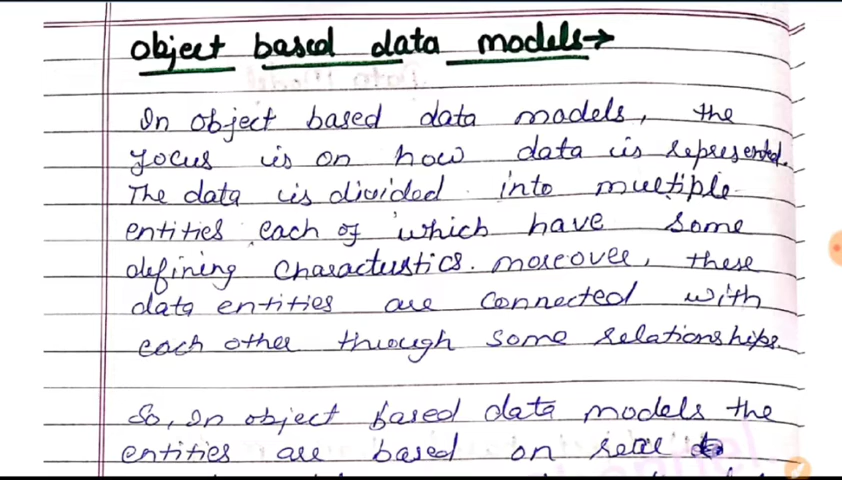 object based data models→
In object based data models, the
focus is on how data is represented.
The data is divided into multiple
entities each of which have some
defining characteristics. moreover, these
data entities are connected with
each other through some relationships.
So, In object based data models the
entities are based on real